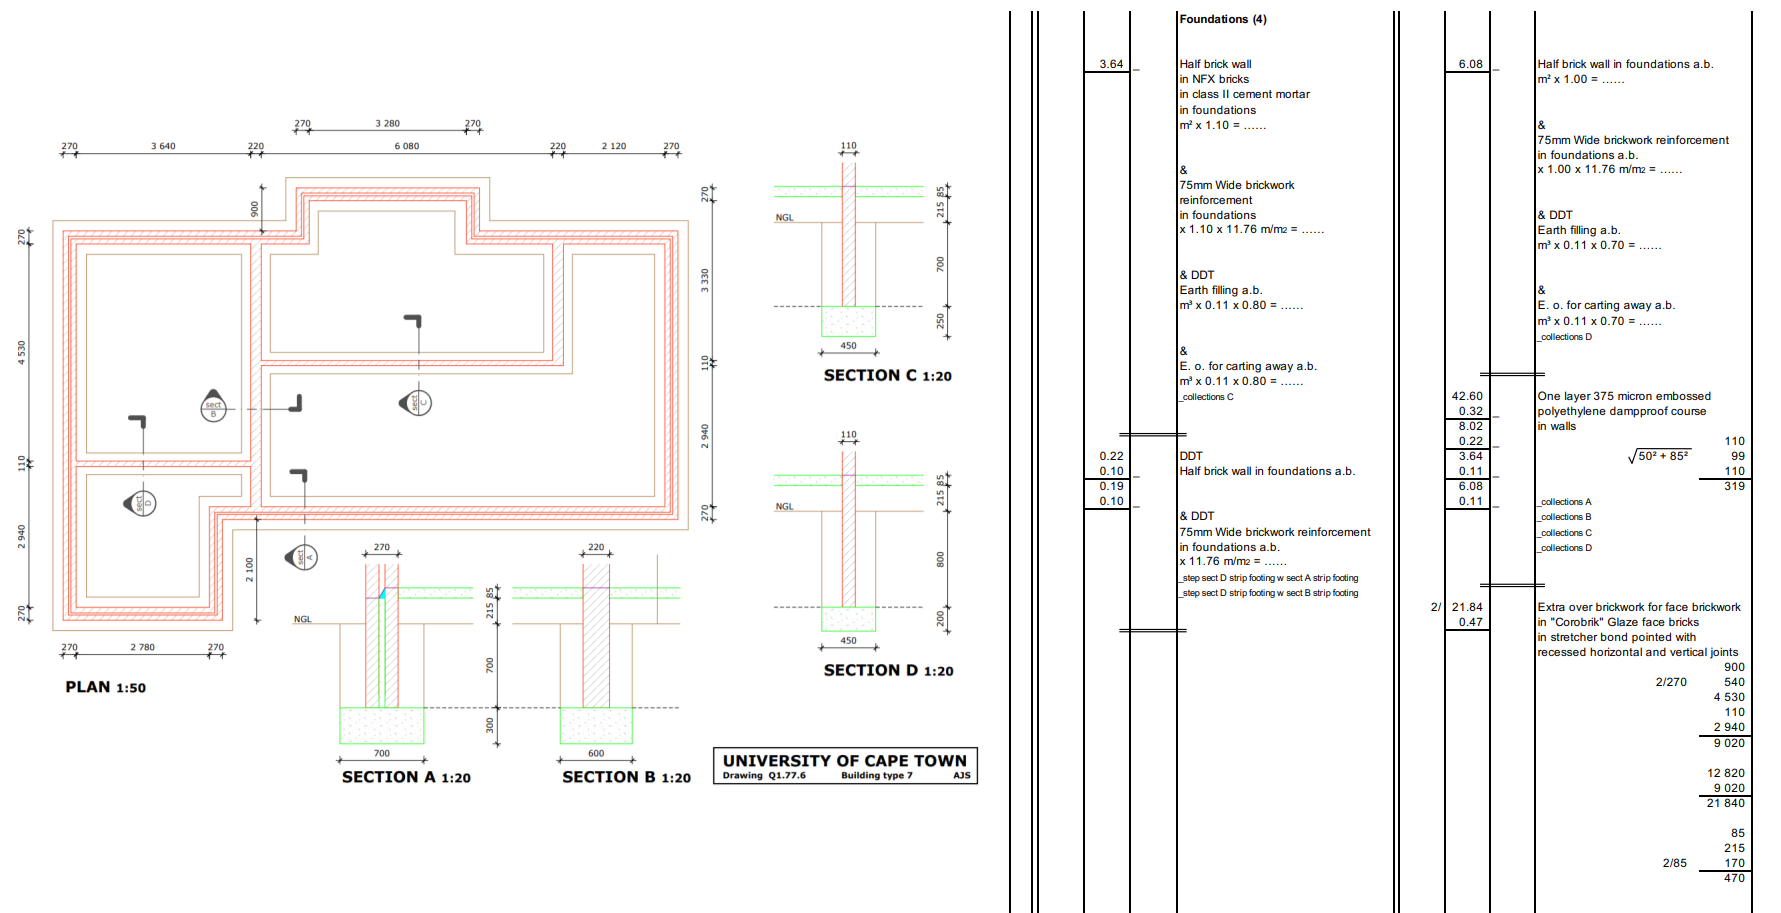 270
3 280
270
270
3 640
220
6 080
220
2 120
270
900
270
4 530
110
2 940
270
270
3 330
110
2 940
270
sect
B
sect
C
sect
D
sect
A
2 100
270
2 780
270
PLAN 1:50
270
NGL
85
215
700
300
700
SECTION A 1:20
220
600
SECTION B 1:20
110
NGL
85
215
700
250
450
SECTION C 1:20
110
NGL
85
215
800
200
450
SECTION D 1:20
UNIVERSITY OF CAPE TOWN
Drawing Q1.77.6 Building type 7 AJS
Foundations (4)
3.64 _ Half brick wall
in NFX bricks
in class II cement mortar
in foundations
m² x 1.10 = ......
&
75mm Wide brickwork
reinforcement
in foundations
x 1.10 x 11.76 m/m2 = ......
& DDT
Earth filling a.b.
m³ x 0.11 x 0.80 = ......
&
E. o. for carting away a.b.
m³ x 0.11 x 0.80 = ......
_collections C
0.22 DDT
0.10 _ Half brick wall in foundations a.b.
0.19
0.10 _
& DDT
75mm Wide brickwork reinforcement
in foundations a.b.
x 11.76 m/m2 = ......
_step sect D strip footing w sect A strip footing
_step sect D strip footing w sect B strip footing
6.08 _ Half brick wall in foundations a.b.
m² x 1.00 = ......
&
75mm Wide brickwork reinforcement
in foundations a.b.
x 1.00 x 11.76 m/m2 = ......
& DDT
Earth filling a.b.
m³ x 0.11 x 0.70 = ......
&
E. o. for carting away a.b.
m³ x 0.11 x 0.70 = ......
_collections D
42.60 One layer 375 micron embossed
0.32 _ polyethylene dampproof course
8.02 in walls
0.22 _ 110
3.64 √50² + 85² 99
0.11 _ 110
6.08 319
0.11 _ _collections A
_collections B
_collections C
_collections D
2/ 21.84 Extra over brickwork for face brickwork
0.47 in "Corobrik" Glaze face bricks
in stretcher bond pointed with
recessed horizontal and vertical joints
900
2/270 540
4 530
110
2 940
9 020
12 820
9 020
21 840
85
215
2/85 170
470